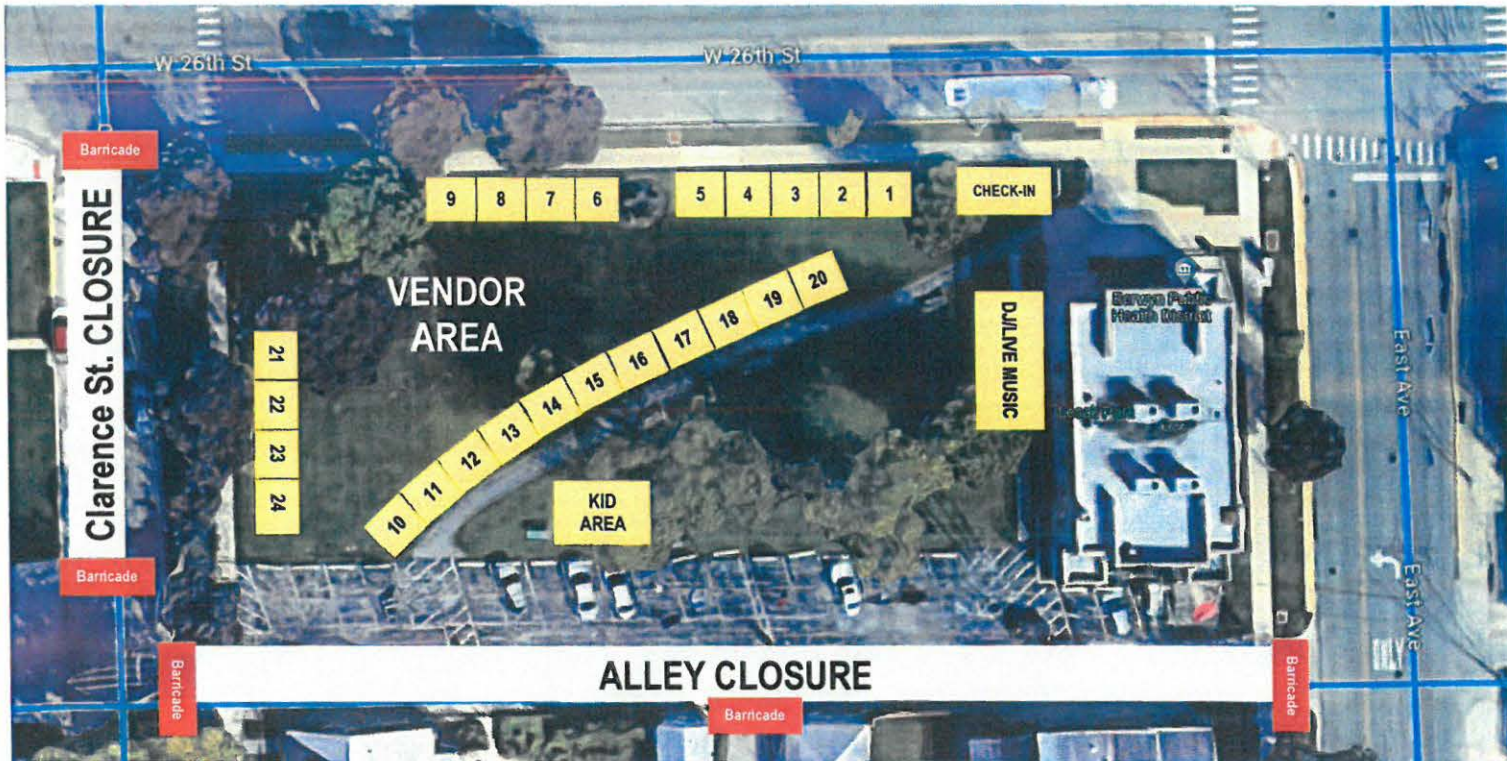 W 26th St
W 26th St
Barricade
CHECK-IN
9 8 7 6
5 4 3 2 1
Clarence St. CLOSURE
VENDOR
AREA
20
19
18
17
16
15
14
13
12
11
10
21
22
23
24
DJ/LIVE MUSIC
Berwyn Public
Health District
East Ave
KID
AREA
Barricade
East Ave
Barricade
ALLEY CLOSURE
Barricade
Barricade